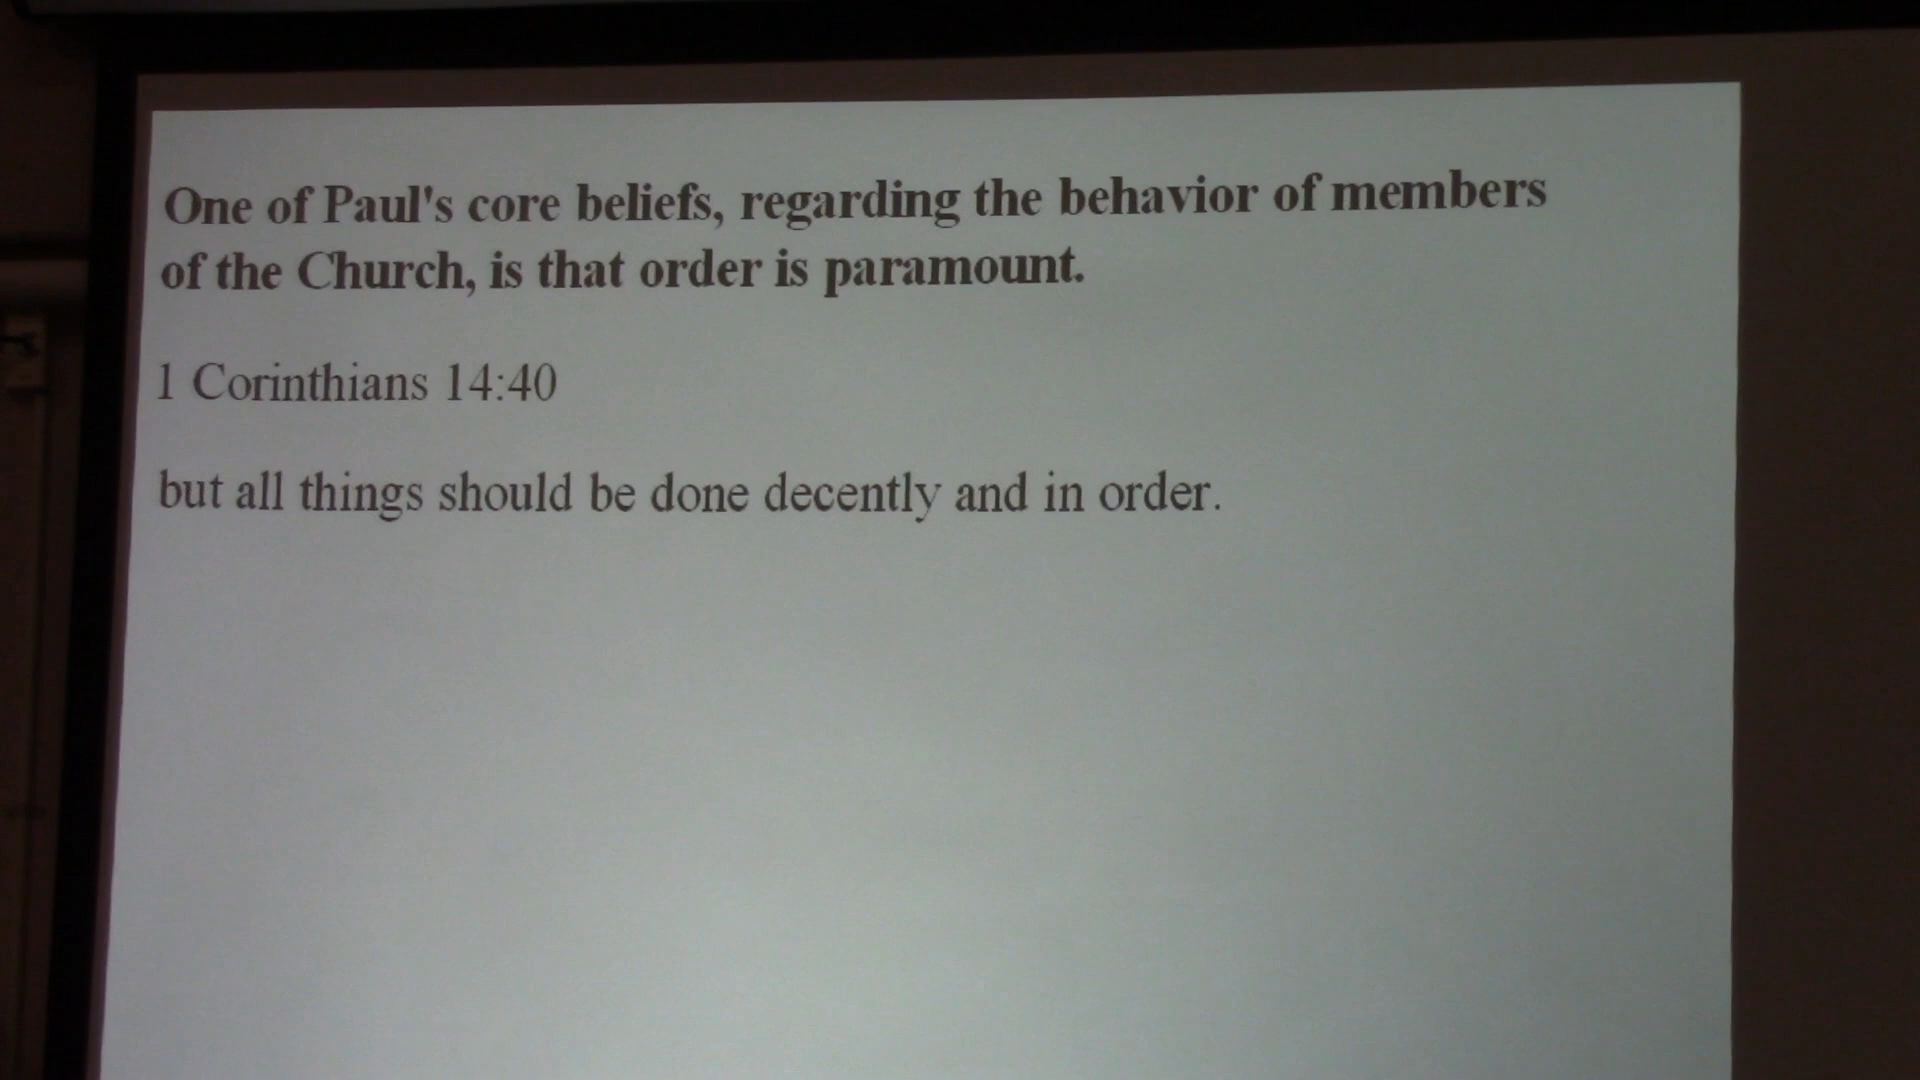 One of Paul's core beliefs, regarding the behavior of members
of the Church, is that order is paramount.
1 Corinthians 14:40
but all things should be done decently and in order.